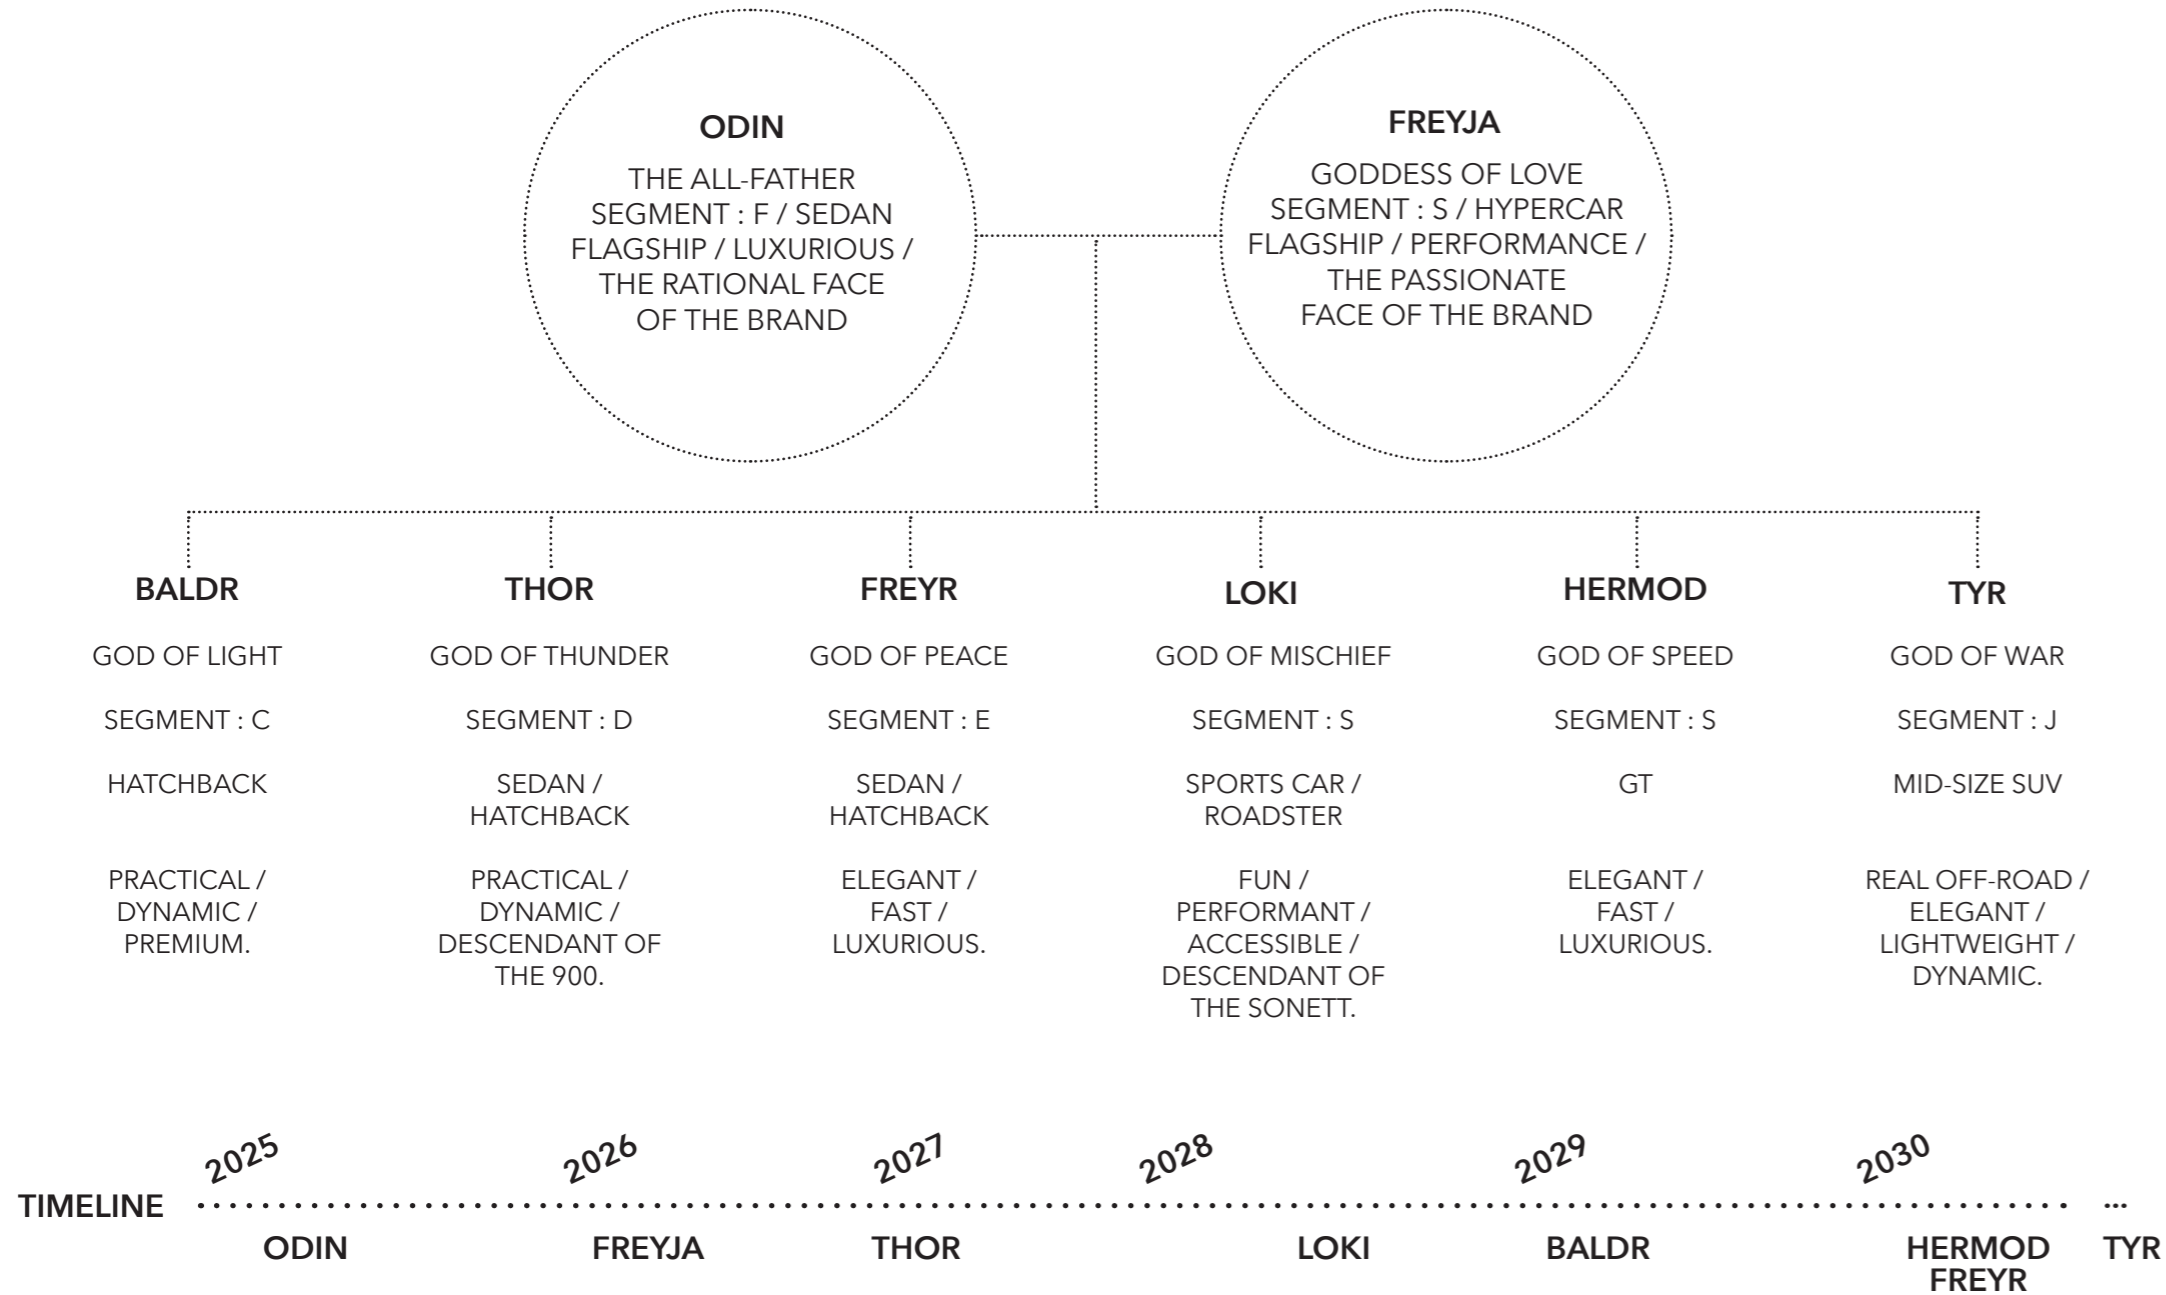 ODIN
THE ALL-FATHER
SEGMENT : F / SEDAN
FLAGSHIP / LUXURIOUS /
THE RATIONAL FACE
OF THE BRAND
FREYJA
GODDESS OF LOVE
SEGMENT : S / HYPERCAR
FLAGSHIP / PERFORMANCE /
THE PASSIONATE
FACE OF THE BRAND
BALDR
GOD OF LIGHT
SEGMENT : C
HATCHBACK
PRACTICAL /
DYNAMIC /
PREMIUM.
THOR
GOD OF THUNDER
SEGMENT : D
SEDAN /
HATCHBACK
PRACTICAL /
DYNAMIC /
DESCENDANT OF
THE 900.
FREYR
GOD OF PEACE
SEGMENT : E
SEDAN /
HATCHBACK
ELEGANT /
FAST /
LUXURIOUS.
LOKI
GOD OF MISCHIEF
SEGMENT : S
SPORTS CAR /
ROADSTER
FUN /
PERFORMANT /
ACCESSIBLE /
DESCENDANT OF
THE SONETT.
HERMOD
GOD OF SPEED
SEGMENT : S
GT
ELEGANT /
FAST /
LUXURIOUS.
TYR
GOD OF WAR
SEGMENT : J
MID-SIZE SUV
REAL OFF-ROAD /
ELEGANT /
LIGHTWEIGHT /
DYNAMIC.
2025
2026
2027
2028
2029
2030
TIMELINE
...
ODIN
FREYJA
THOR
LOKI
BALDR
HERMOD
FREYR
TYR